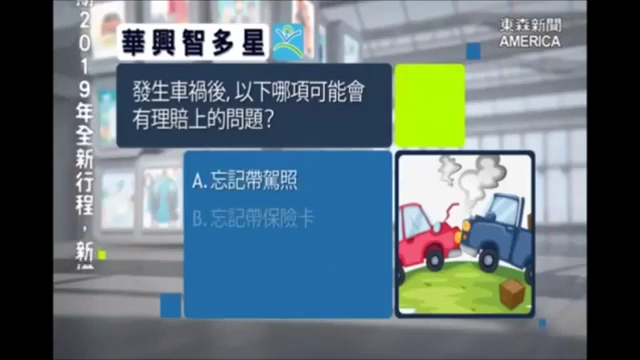 華興智多星
東森新聞
AMERICA
期2019年全新行程，新
發生車禍後, 以下哪項可能會
有理賠上的問題?
A. 忘記帶駕照
B. 忘記帶保險卡